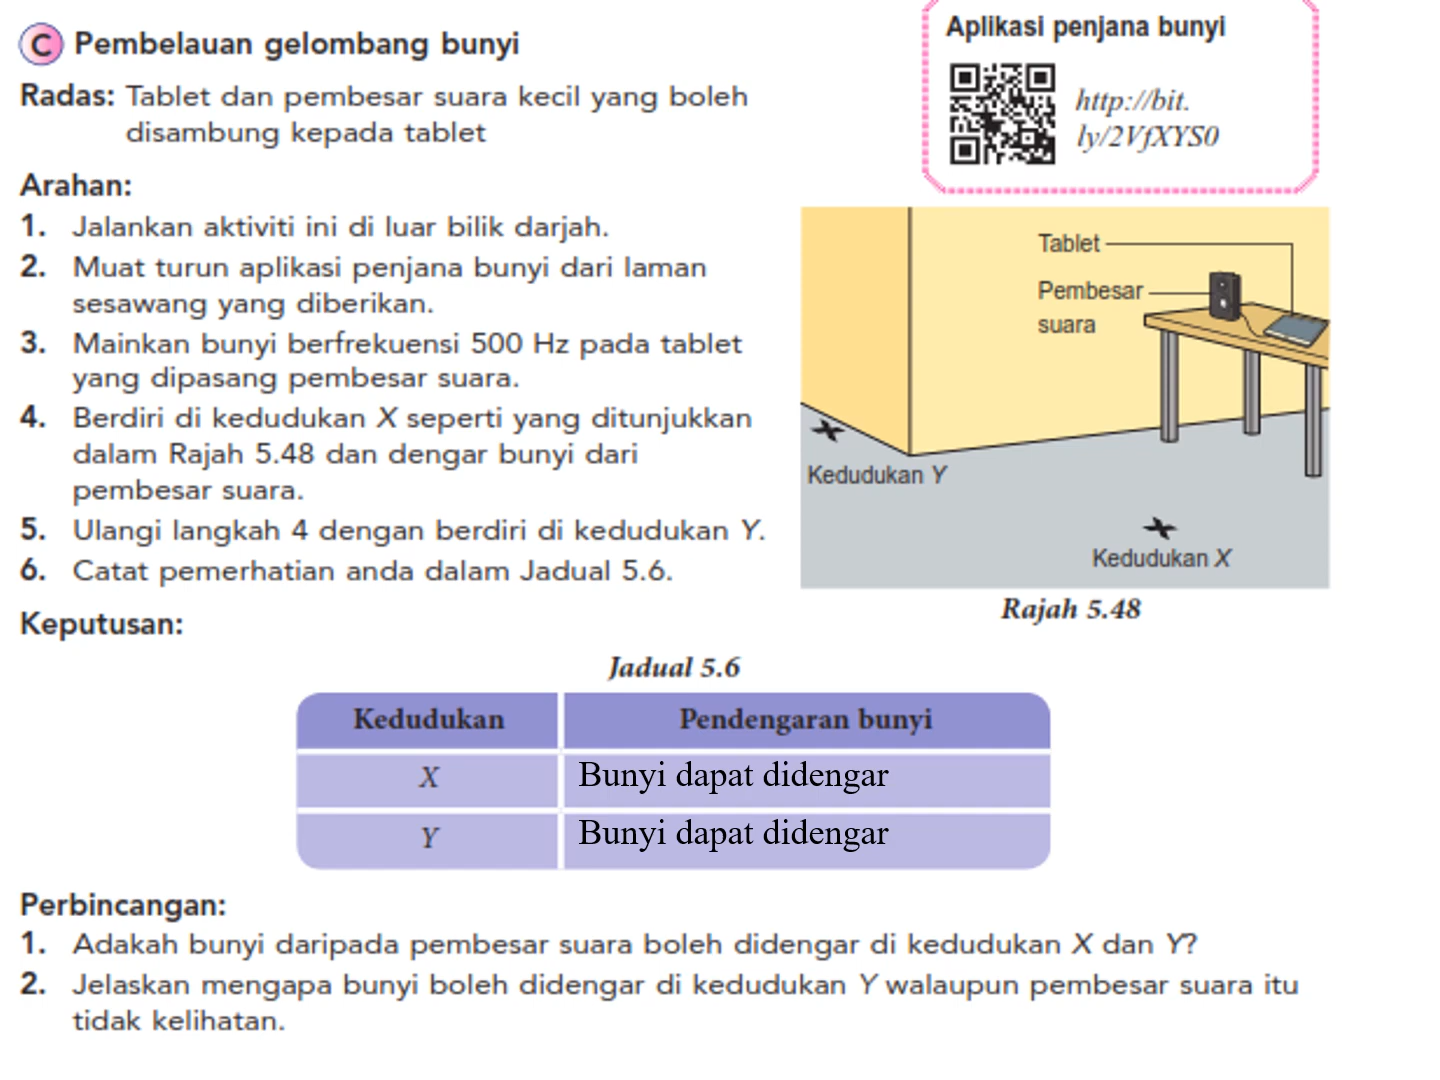 C Pembelauan gelombang bunyi
Radas: Tablet dan pembesar suara kecil yang boleh
disambung kepada tablet
Arahan:
1. Jalankan aktiviti ini di luar bilik darjah.
2. Muat turun aplikasi penjana bunyi dari laman
sesawang yang diberikan.
3. Mainkan bunyi berfrekuensi 500 Hz pada tablet
yang dipasang pembesar suara.
4. Berdiri di kedudukan X seperti yang ditunjukkan
dalam Rajah 5.48 dan dengar bunyi dari
pembesar suara.
5. Ulangi langkah 4 dengan berdiri di kedudukan Y.
6. Catat pemerhatian anda dalam Jadual 5.6.
Aplikasi penjana bunyi
http://bit.
ly/2VfXYS0
Tablet
Pembesar
suara
Kedudukan Y
Kedudukan X
Rajah 5.48
Keputusan:
Jadual 5.6
Kedudukan Pendengaran bunyi
X Bunyi dapat didengar
Y Bunyi dapat didengar
Perbincangan:
1. Adakah bunyi daripada pembesar suara boleh didengar di kedudukan X dan Y?
2. Jelaskan mengapa bunyi boleh didengar di kedudukan Y walaupun pembesar suara itu
tidak kelihatan.